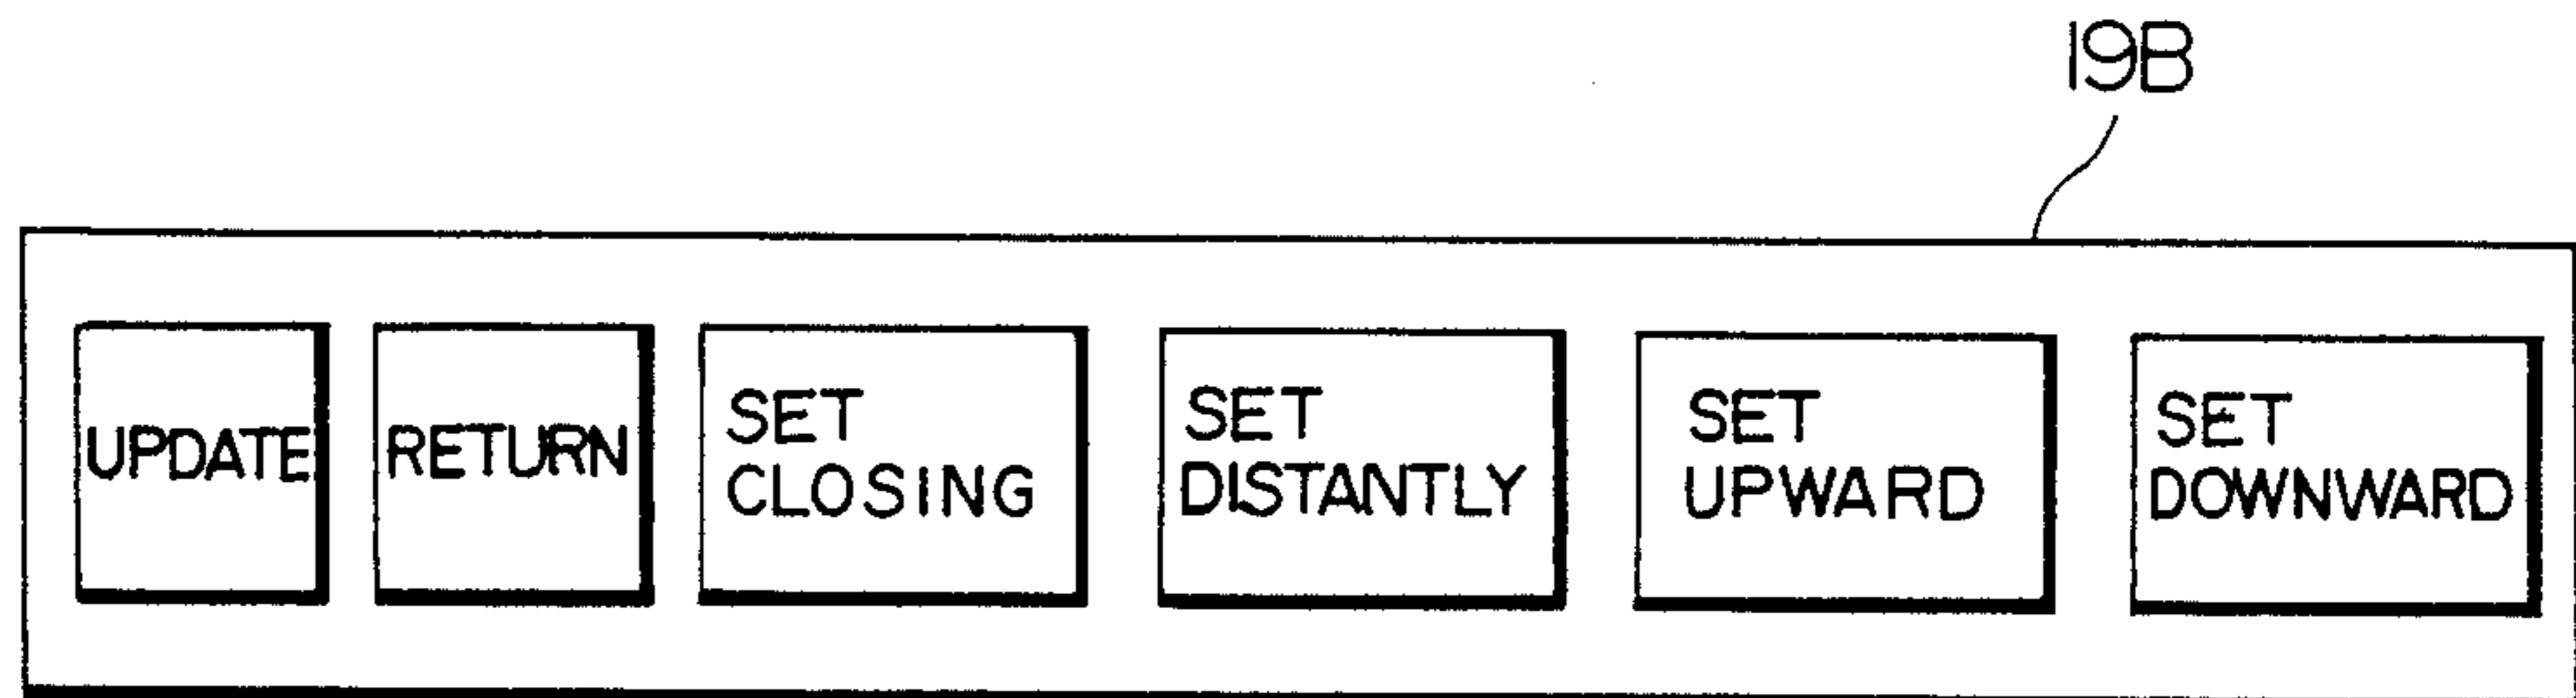 19B
UPDATE
RETURN
SET
CLOSING
SET
DISTANTLY
SET
UPWARD
SET
DOWNWARD